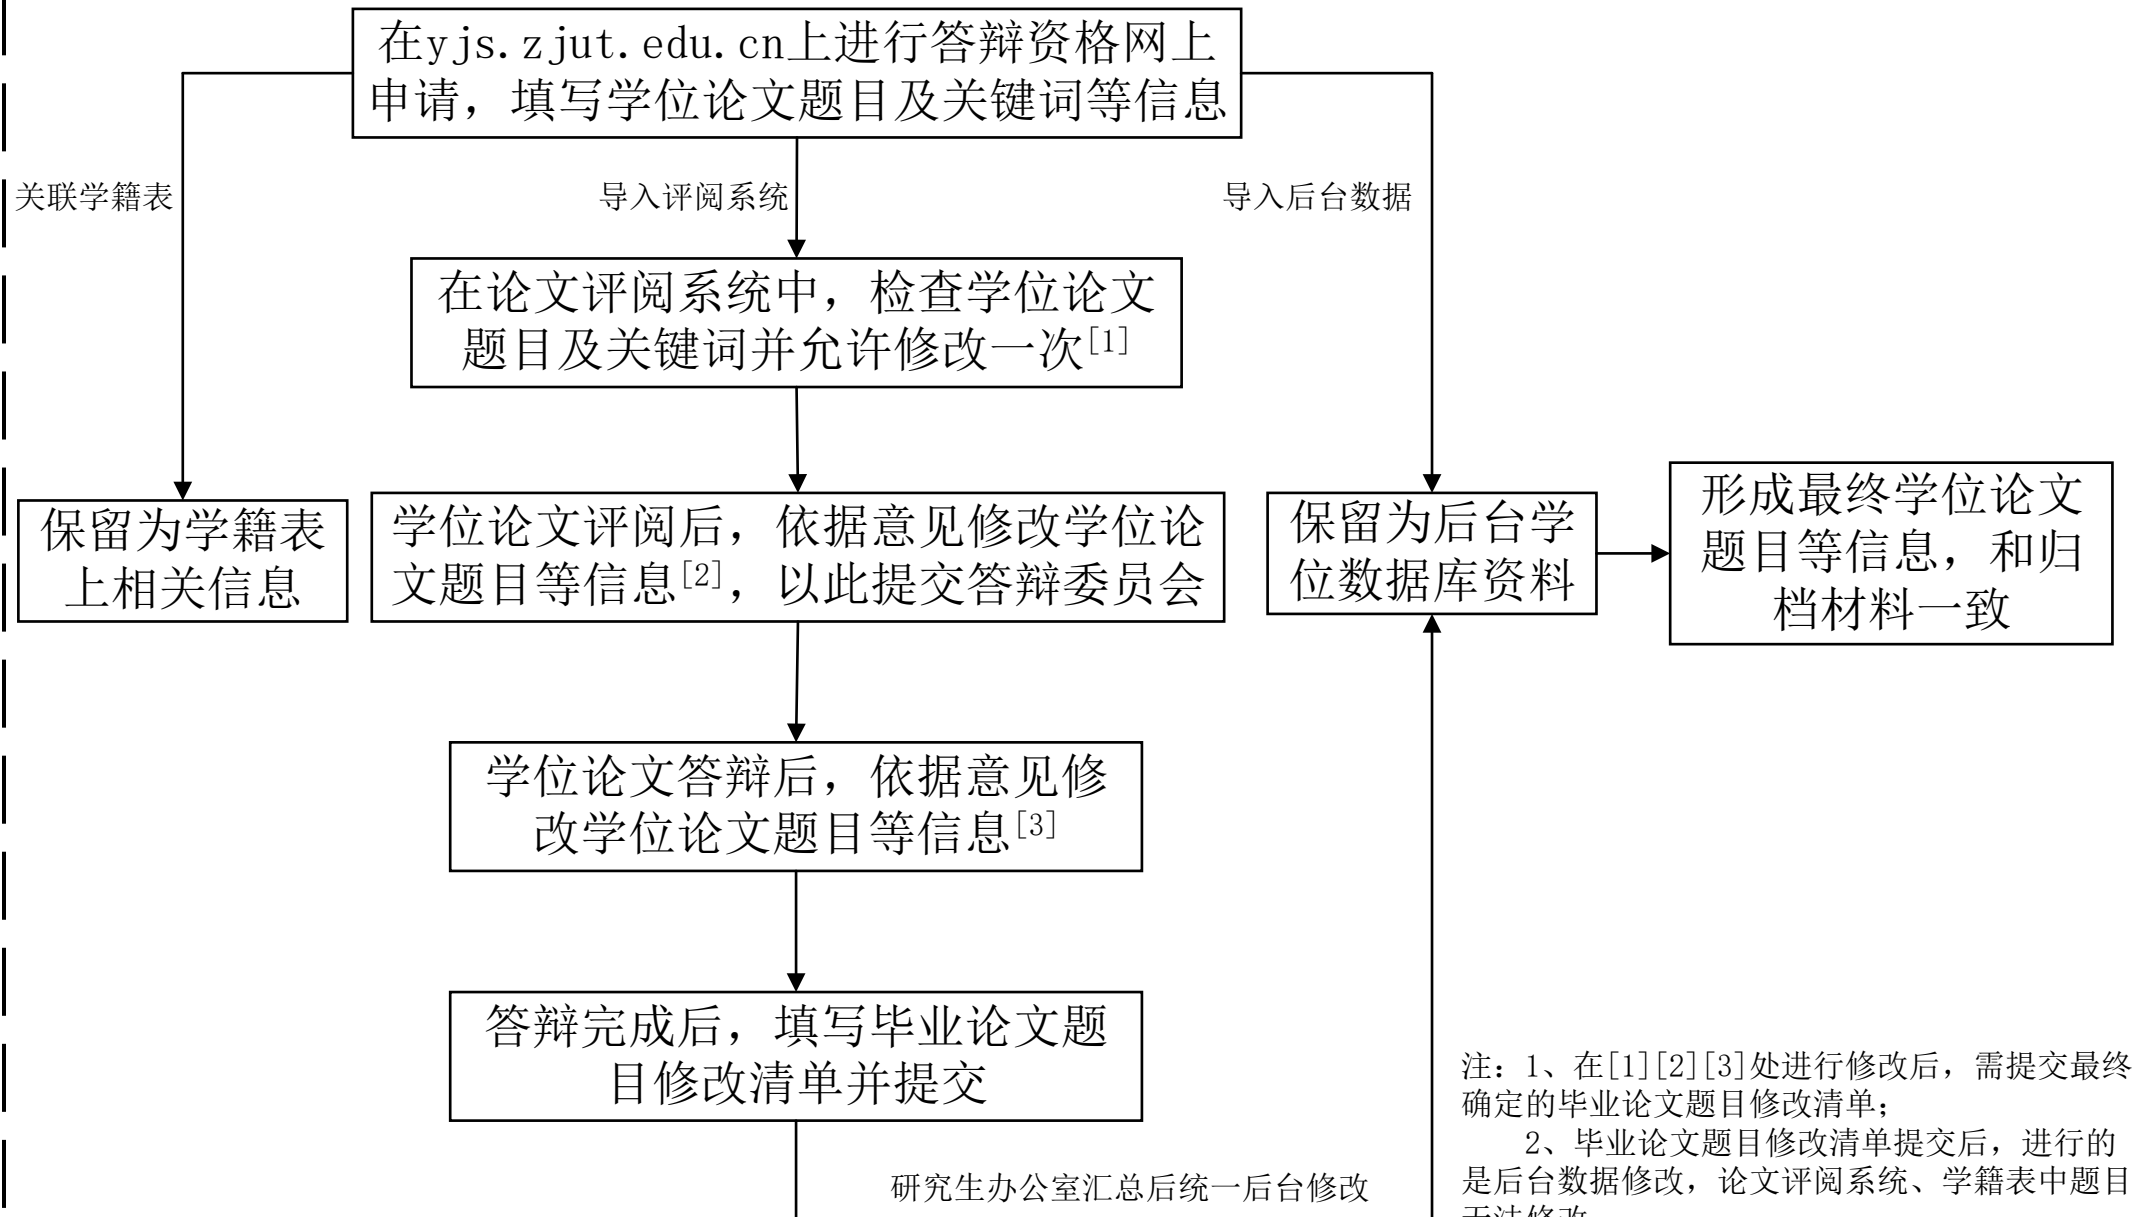 在yjs.zjut.edu.cn上进行答辩资格网上
申请，填写学位论文题目及关键词等信息
关联学籍表
导入评阅系统
导入后台数据
在论文评阅系统中，检查学位论文
题目及关键词并允许修改一次[1]
保留为学籍表
上相关信息
学位论文评阅后，依据意见修改学位论
文题目等信息[2]，以此提交答辩委员会
保留为后台学
位数据库资料
形成最终学位论文
题目等信息，和归
档材料一致
学位论文答辩后，依据意见修
改学位论文题目等信息[3]
答辩完成后，填写毕业论文题
目修改清单并提交
研究生办公室汇总后统一后台修改
注：1、在[1][2][3]处进行修改后，需提交最终
确定的毕业论文题目修改清单；
2、毕业论文题目修改清单提交后，进行的
是后台数据修改，论文评阅系统、学籍表中题目